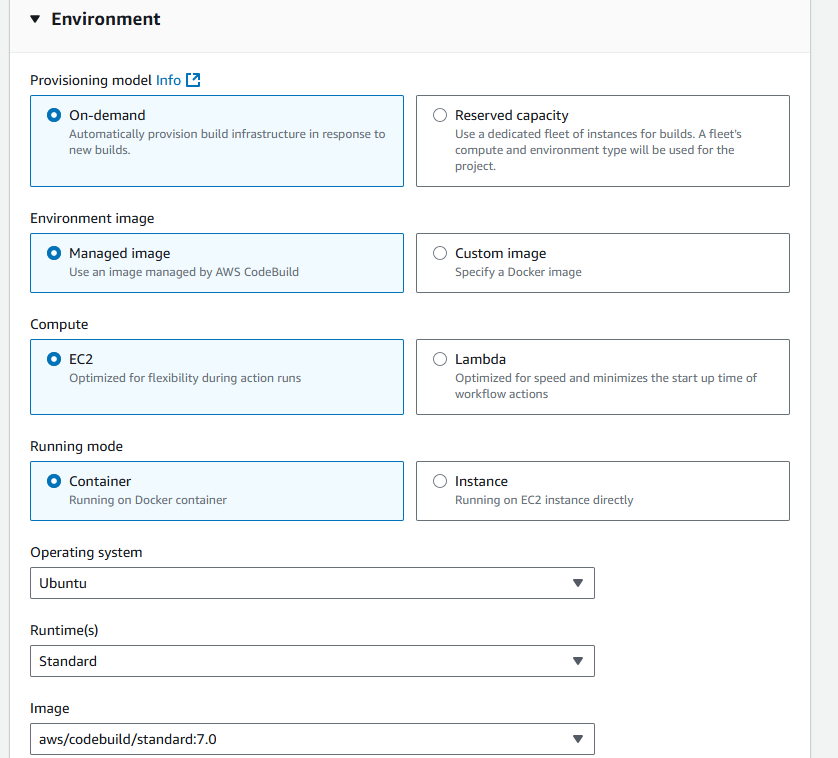 Environment
Provisioning model Info
On-demand
Automatically provision build infrastructure in response to
new builds.
Reserved capacity
Use a dedicated fleet of instances for builds. A fleet's
compute and environment type will be used for the
project.
Environment image
Managed image
Use an image managed by AWS CodeBuild
Custom image
Specify a Docker image
Compute
EC2
Optimized for flexibility during action runs
Lambda
Optimized for speed and minimizes the start up time of
workflow actions
Running mode
Container
Running on Docker container
Instance
Running on EC2 instance directly
Operating system
Ubuntu
Runtime(s)
Standard
Image
aws/codebuild/standard:7.0